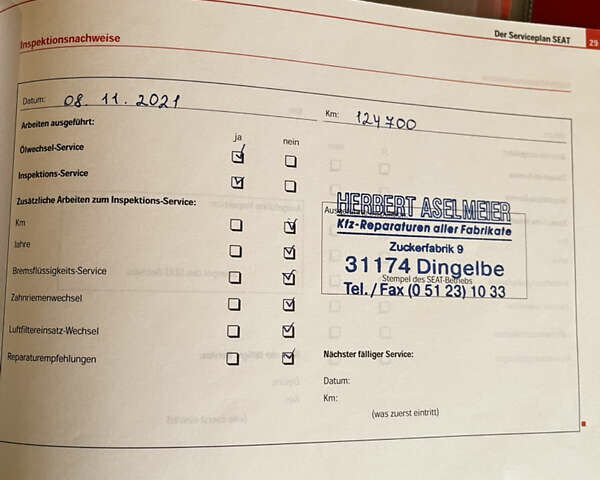 Inspektionsnachweise
Der Serviceplan SEAT 29
Datum: 08. 11. 2021
Km: 124700
Arbeiten ausgeführt:
ja nein
Ölwechsel-Service
Inspektions-Service
Zusätzliche Arbeiten zum Inspektions-Service:
Km
Jahre
Bremsflüssigkeits-Service
Zahnriemenwechsel
Luftfiltereinsatz-Wechsel
Reparaturempfehlungen
HERBERT ASELMEIER
Kfz-Reparaturen aller Fabrikate
Zuckerfabrik 9
31174 Dingelbe
Stempel des SEAT-Betriebs
Tel./Fax (0 51 23) 10 33
Nächster fälliger Service:
Datum:
Km:
(was zuerst eintritt)